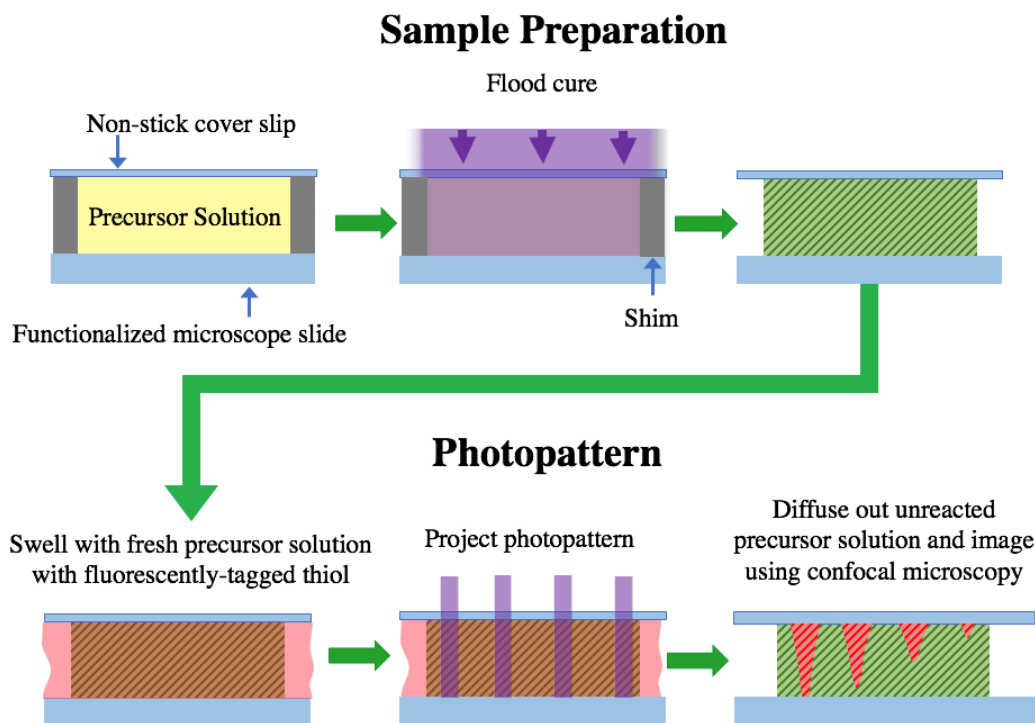 Sample Preparation
Flood cure
Non-stick cover slip
Precursor Solution
Functionalized microscope slide
Shim
Photopattern
Swell with fresh precursor solution
with fluorescently-tagged thiol
Project photopattern
Diffuse out unreacted
precursor solution and image
using confocal microscopy